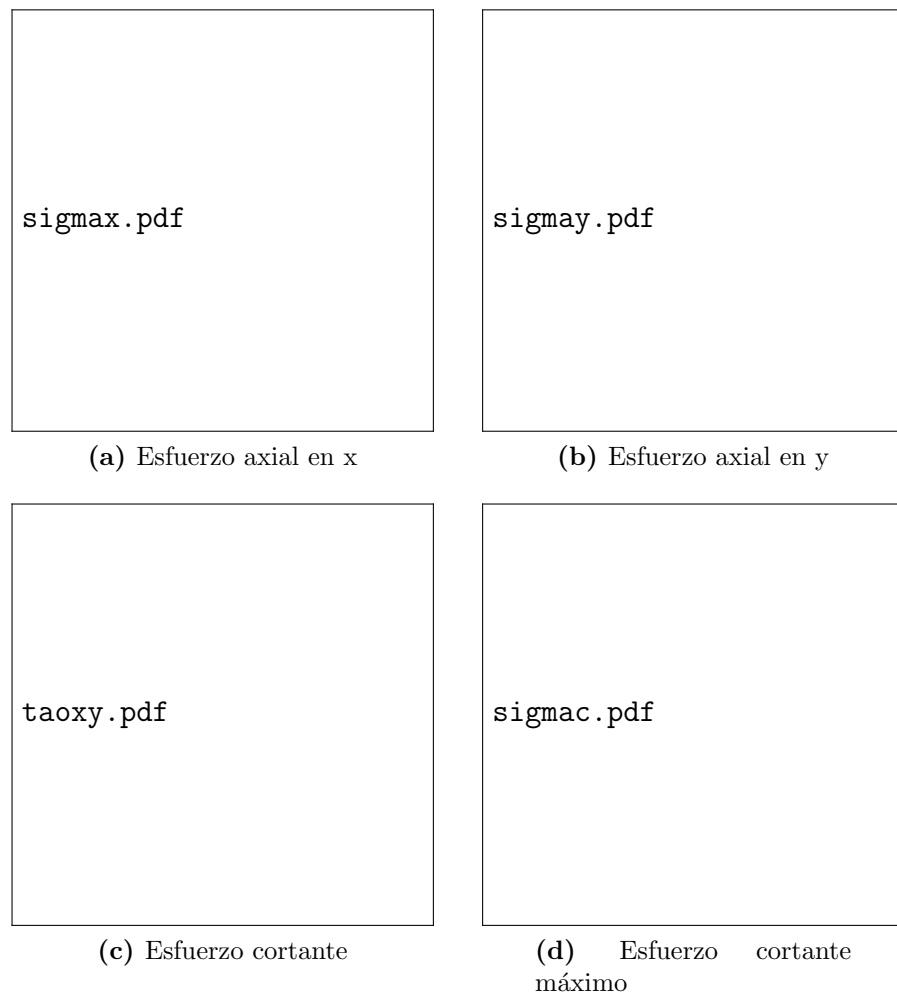 sigmax.pdf
sigmay.pdf
(a) Esfuerzo axial en x
(b) Esfuerzo axial en y
taoxy.pdf
sigmac.pdf
(c) Esfuerzo cortante
(d) Esfuerzo cortante
máximo